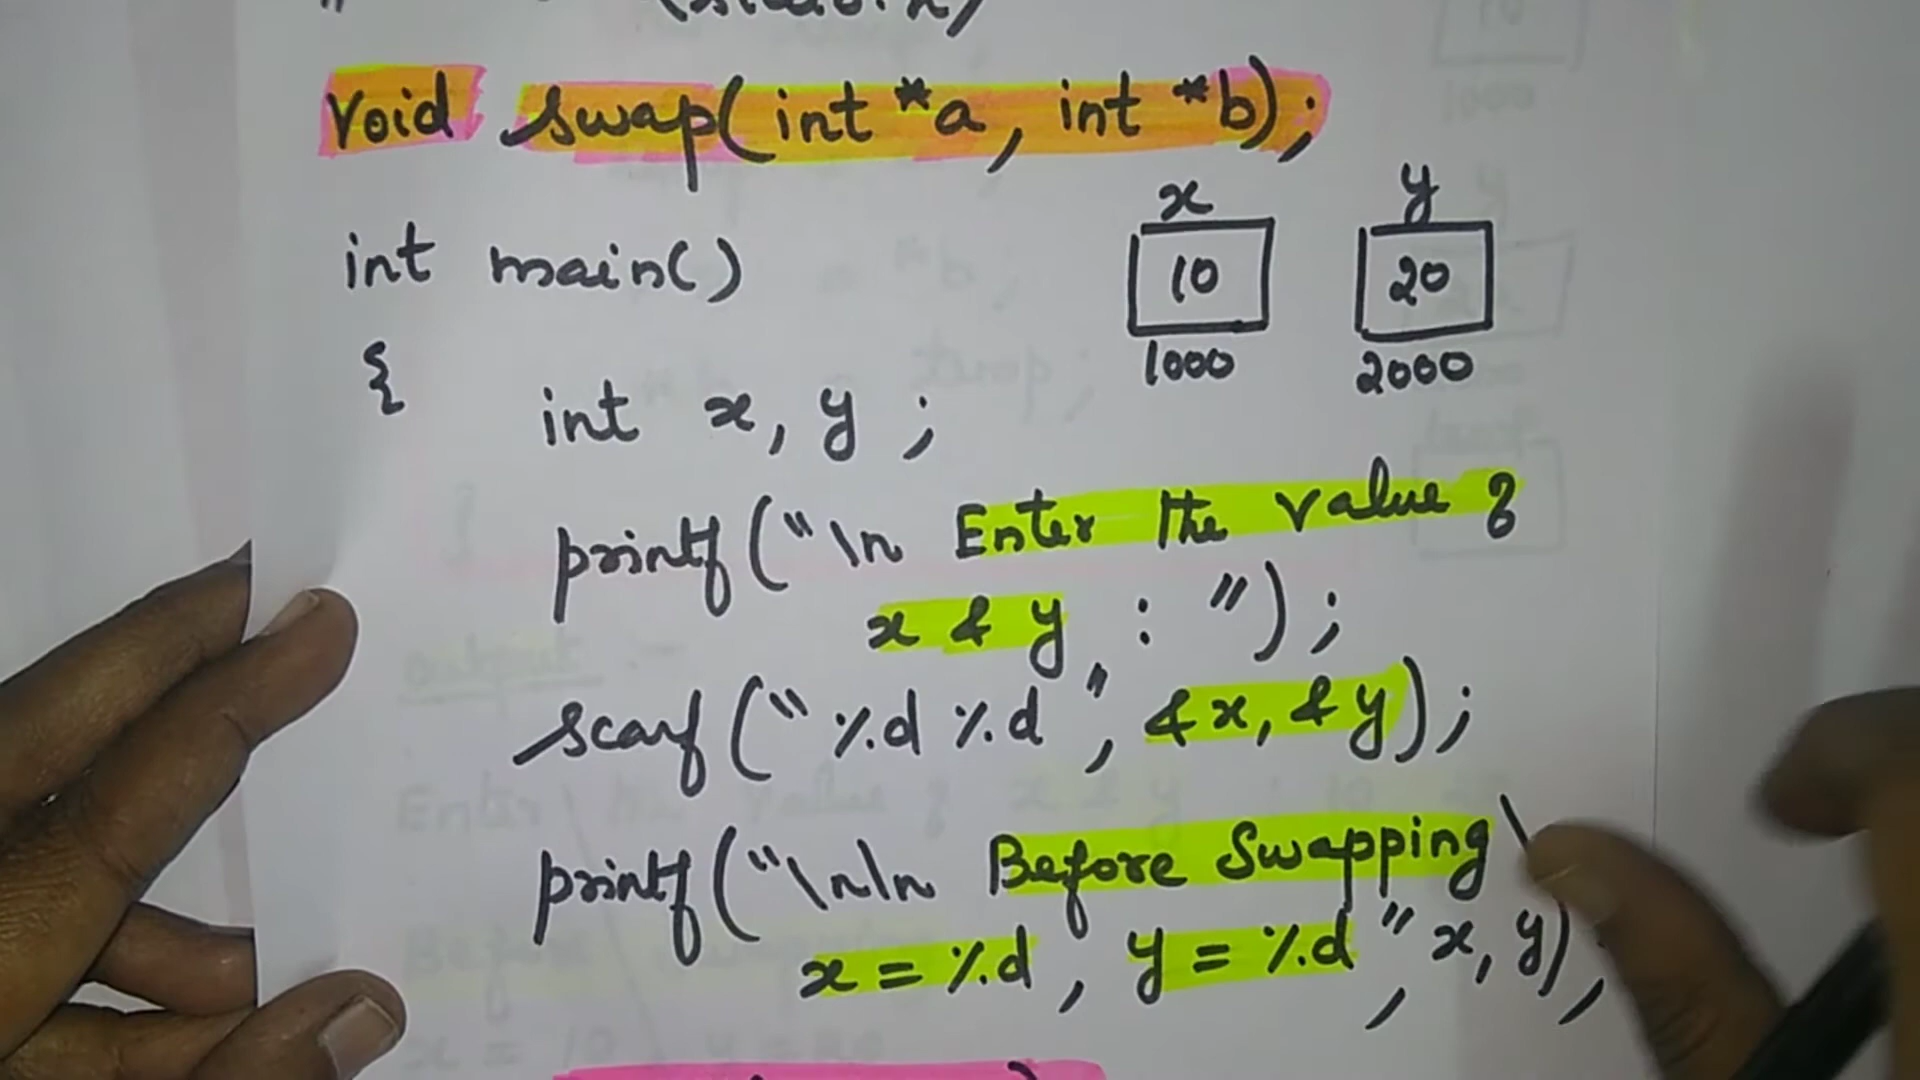 void swap(int *a, int *b);
x y
int main()
10 20
1000 2000
{
int x, y ;
printf("\n Enter the value of
x & y : ");
scanf("%d %d", &x, &y);
printf("\n\n Before Swapping \
x = %d , y = %d ", x, y);